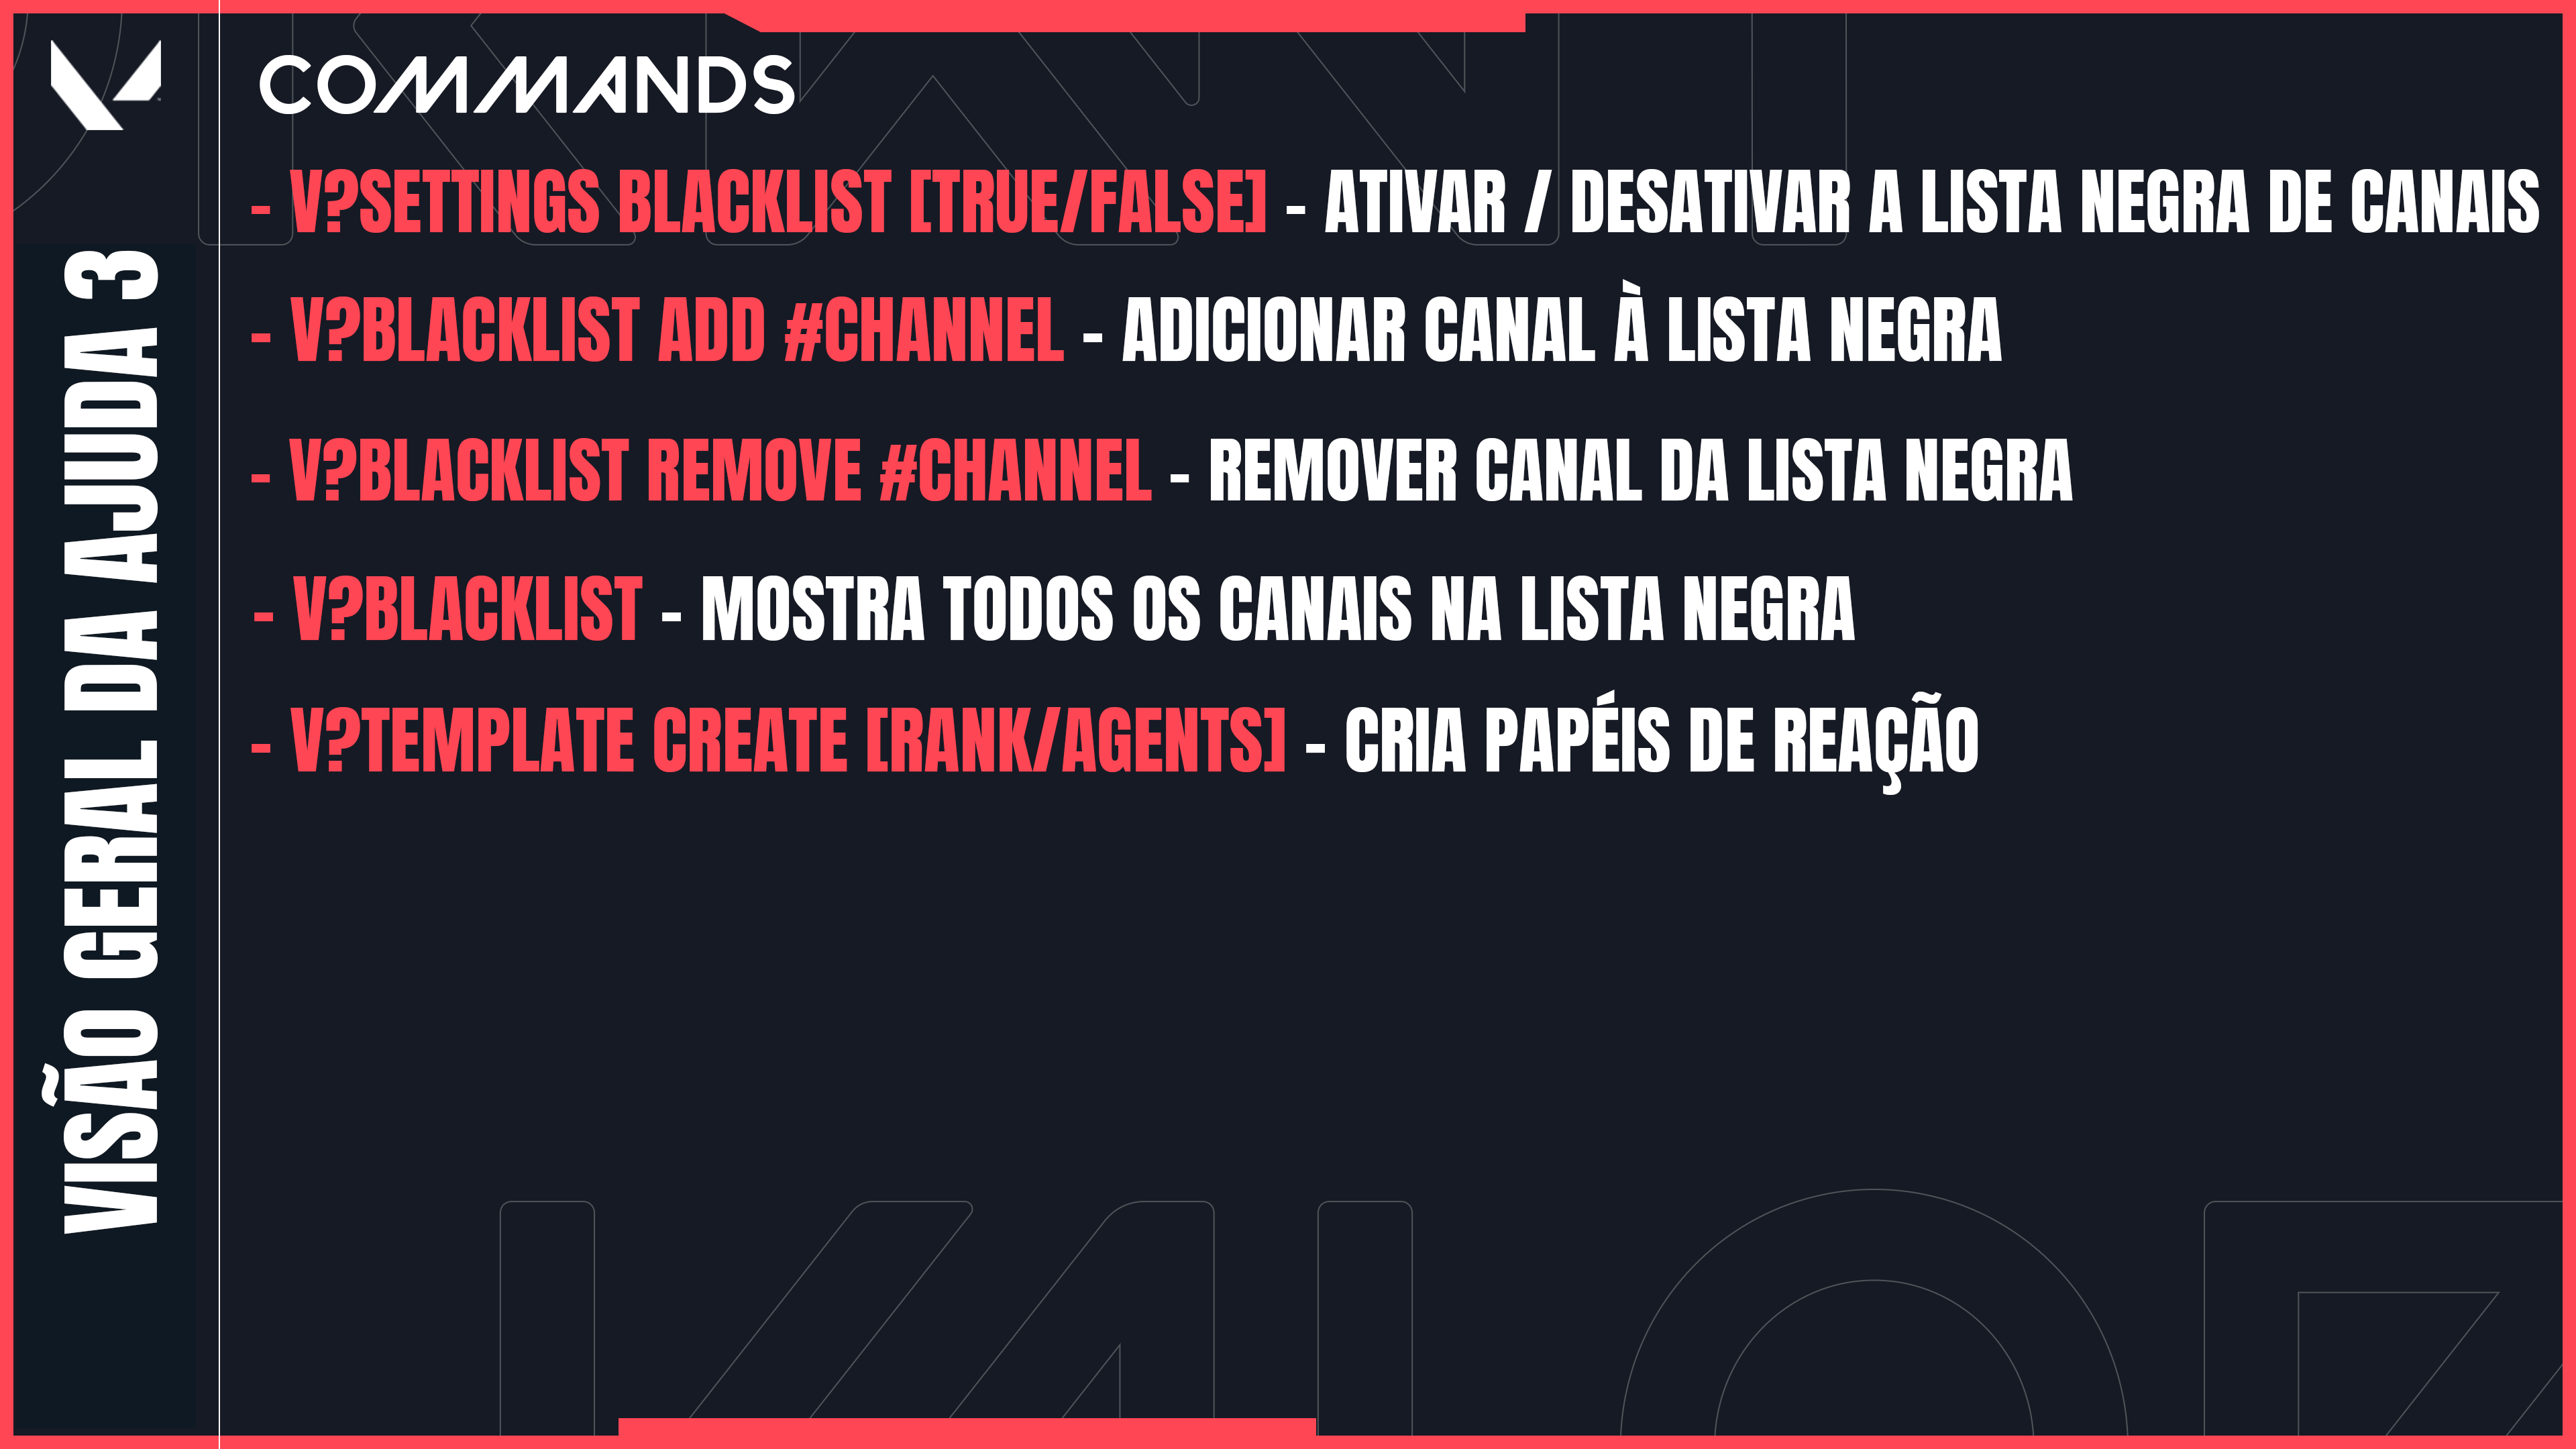 COMMANDS
- V?SETTINGS BLACKLIST [TRUE/FALSE] - ATIVAR / DESATIVAR A LISTA NEGRA DE CANAIS
- V?BLACKLIST ADD #CHANNEL - ADICIONAR CANAL À LISTA NEGRA
- V?BLACKLIST REMOVE #CHANNEL - REMOVER CANAL DA LISTA NEGRA
- V?BLACKLIST - MOSTRA TODOS OS CANAIS NA LISTA NEGRA
- V?TEMPLATE CREATE [RANK/AGENTS] - CRIA PAPÉIS DE REAÇÃO
VISÃO GERAL DA AJUDA 3